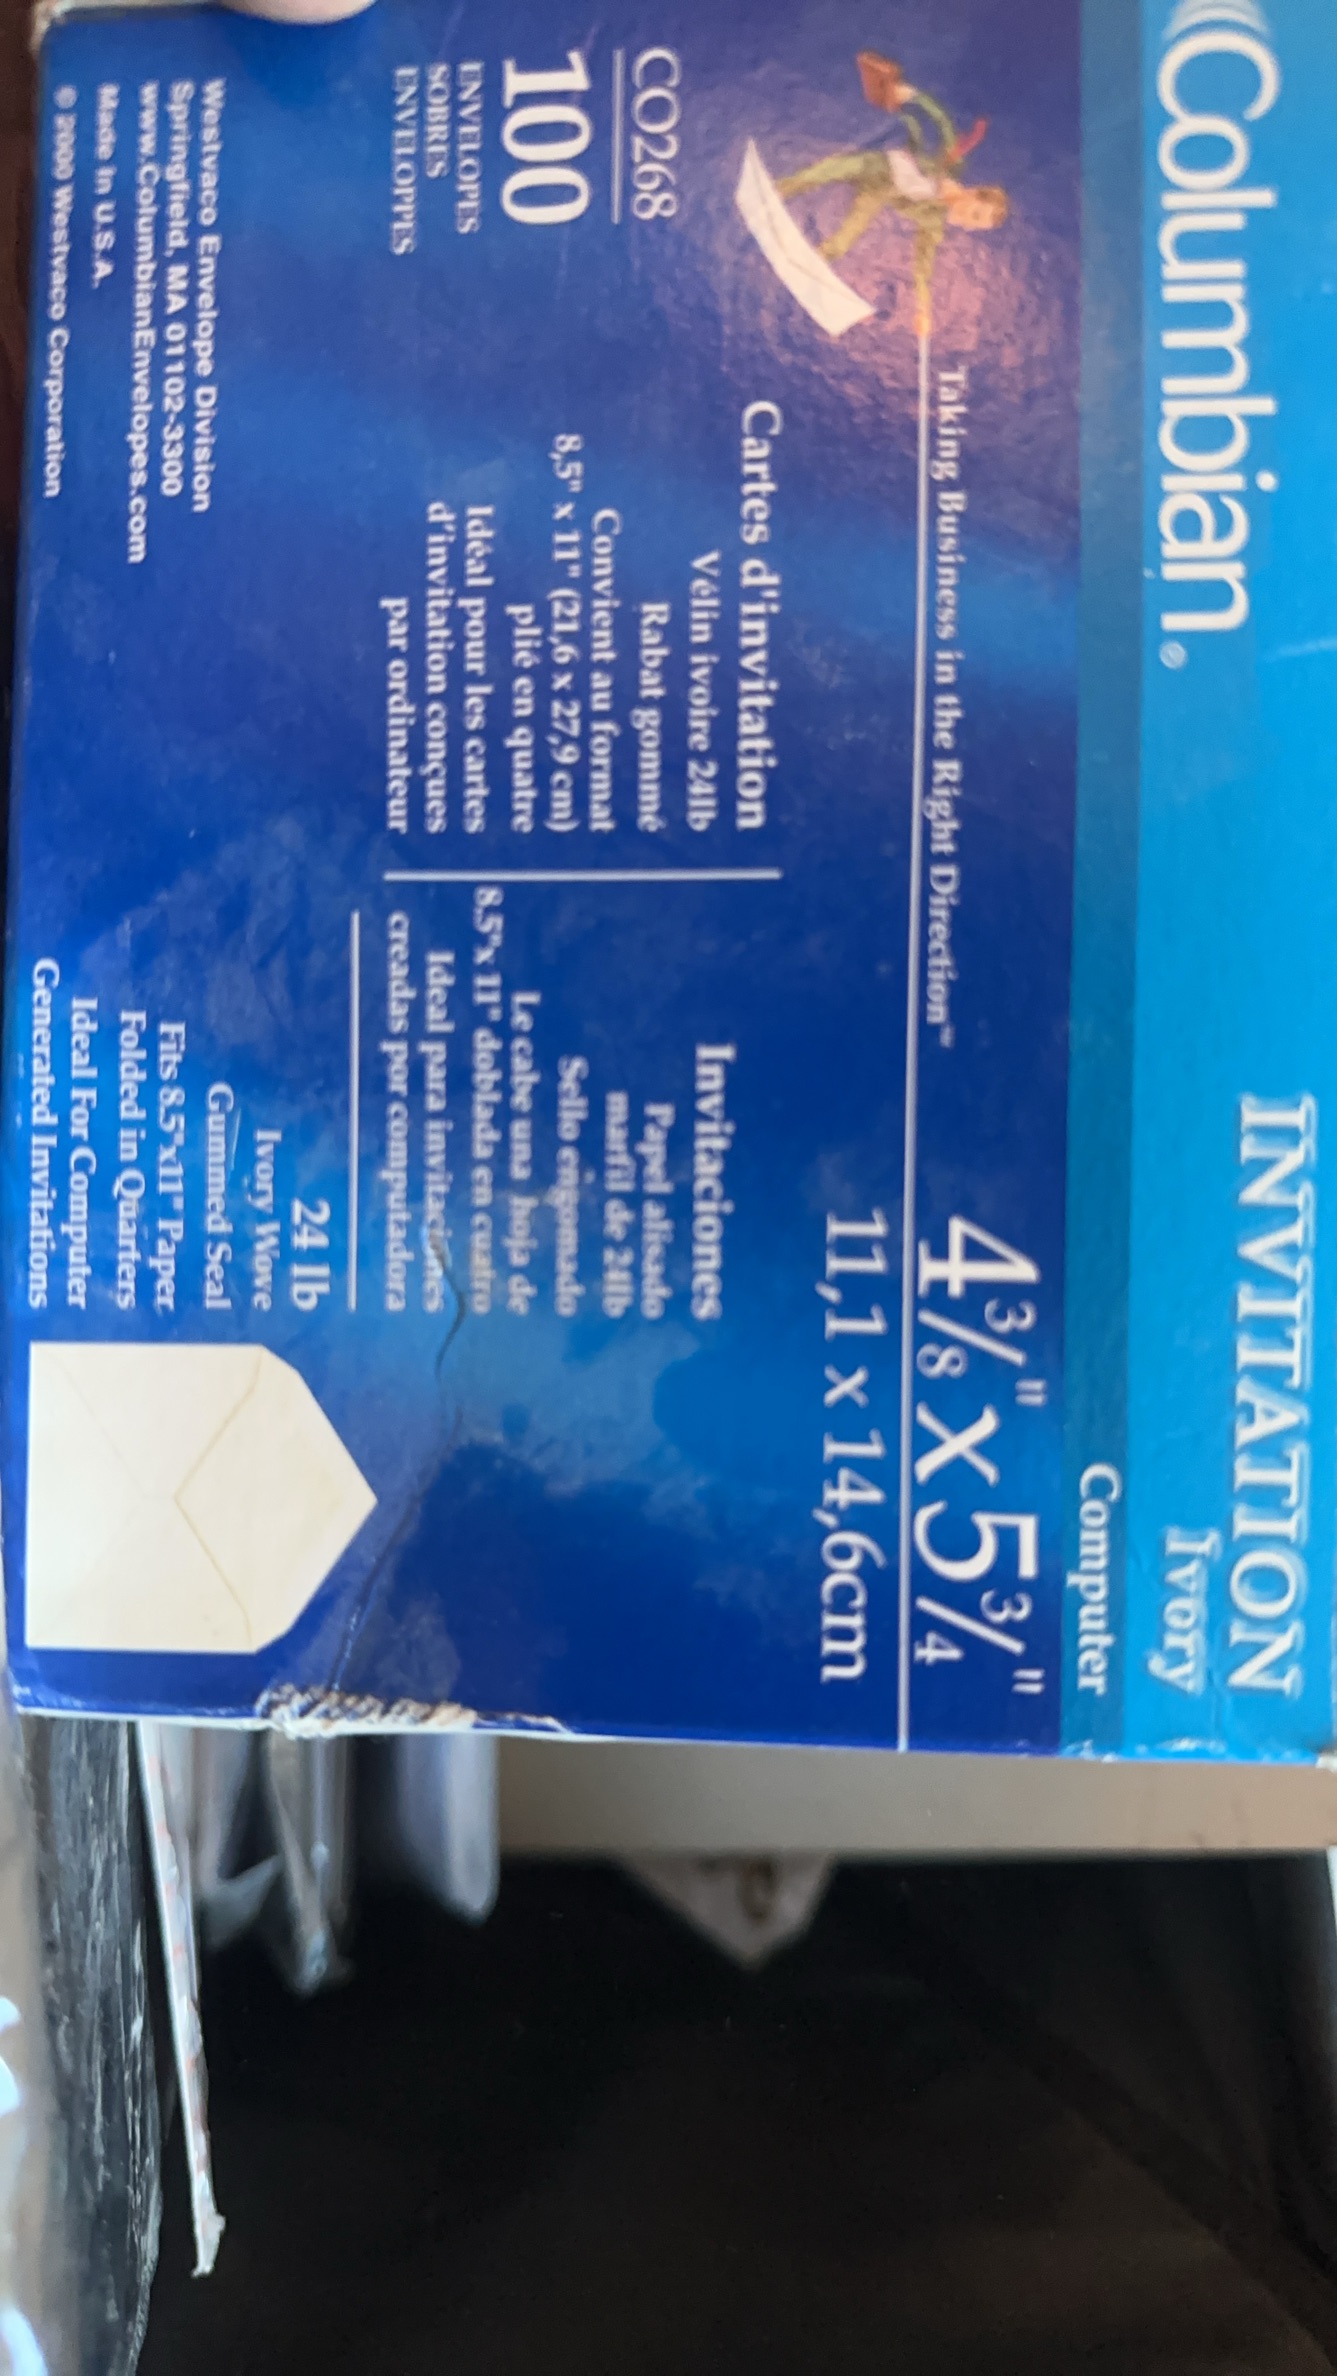 Columbian®
INVITATION
Ivory
Computer
Taking Business in the Right Direction™
4 3/8" x 5 3/4"
11,1 x 14,6cm
CO268
100
ENVELOPES
SOBRES
ENVELOPPES
Cartes d'invitation
Vélin ivoire 24lb
Rabat gommé
Convient au format
8,5" x 11" (21,6 x 27,9 cm)
plié en quatre
Idéal pour les cartes
d'invitation conçues
par ordinateur
Invitaciones
Papel alisado
marfil de 24lb
Sello engomado
Le cabe una hoja de
8.5"x 11" doblada en cuatro
Ideal para invitaciones
creadas por computadora
24 lb
Ivory Wove
Gummed Seal
Fits 8.5"x11" Paper
Folded in Quarters
Ideal For Computer
Generated Invitations
Westvaco Envelope Division
Springfield, MA 01102-3300
www.ColumbianEnvelopes.com
Made in U.S.A.
© 2000 Westvaco Corporation